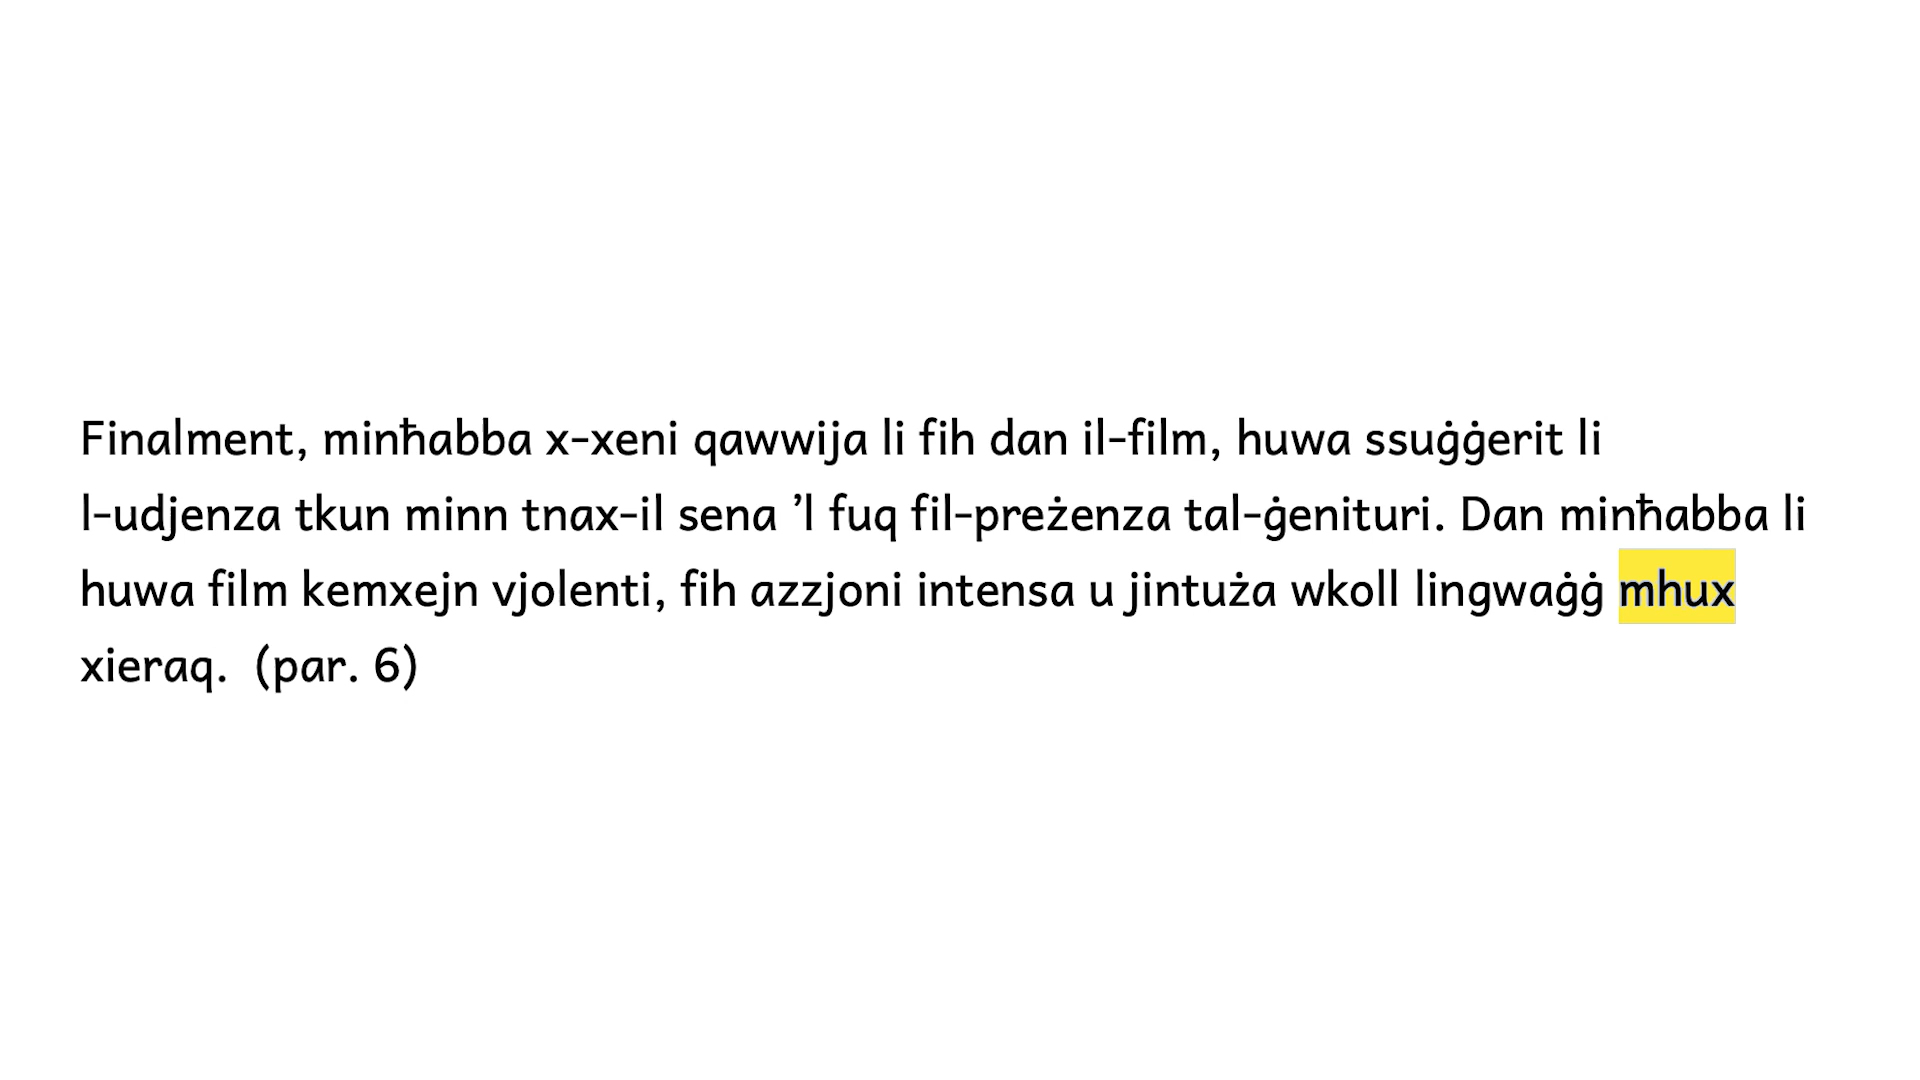 Finalment, minħabba x-xeni qawwija li fih dan il-film, huwa ssuġġerit li
l-udjenza tkun minn tnax-il sena ’l fuq fil-preżenza tal-ġenituri. Dan minħabba li
huwa film kemxejn vjolenti, fih azzjoni intensa u jintuża wkoll lingwaġġ mhux
xieraq.  (par. 6)